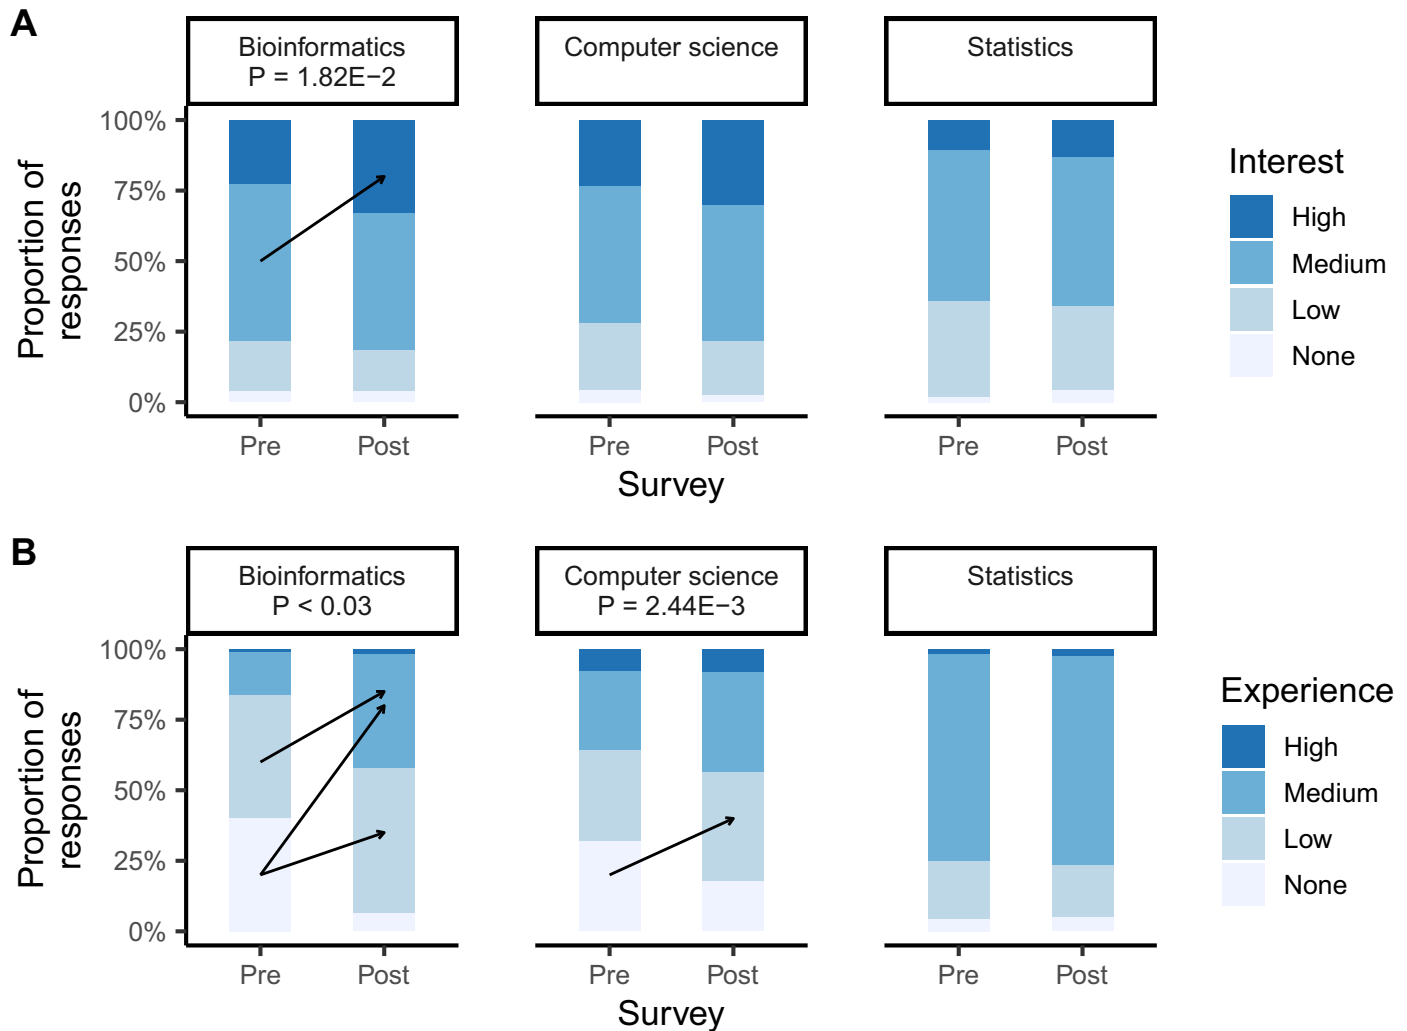 A
Bioinformatics
P = 1.82E−2
Computer science
Statistics
Proportion of
responses
100%
75%
50%
25%
0%
Pre
Post
Pre
Post
Pre
Post
Survey
Interest
High
Medium
Low
None
B
Bioinformatics
P < 0.03
Computer science
P = 2.44E−3
Statistics
Proportion of
responses
100%
75%
50%
25%
0%
Pre
Post
Pre
Post
Pre
Post
Survey
Experience
High
Medium
Low
None